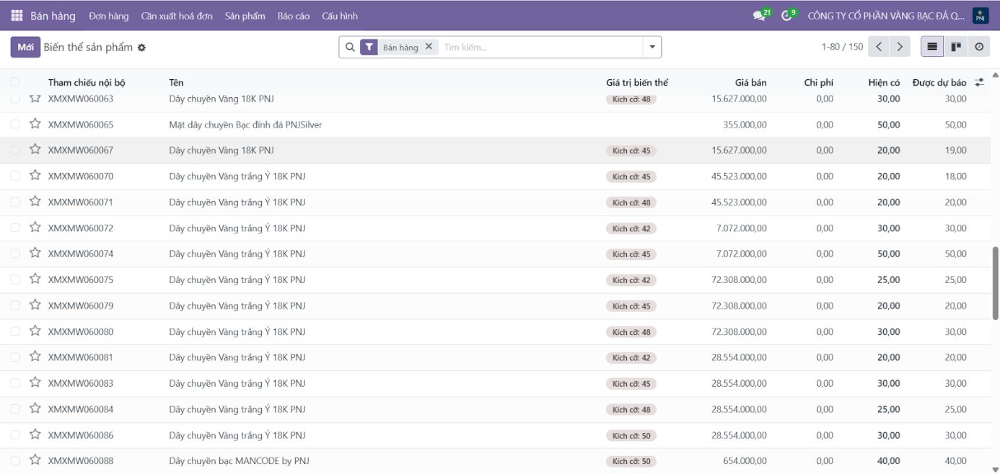 Bán hàng Đơn hàng Cần xuất hoá đơn Sản phẩm Báo cáo Cấu hình 21 9 CÔNG TY CỔ PHẦN VÀNG BẠC ĐÁ Q... PNJ
Mới Biến thể sản phẩm Bán hàng Tìm kiếm... 1-80 / 150
Tham chiếu nội bộ Tên Giá trị biến thể Giá bán Chi phí Hiện có Được dự báo
XMXMW060063 Dây chuyền Vàng 18K PNJ Kích cỡ: 48 15.627.000,00 0,00 30,00 30,00
XMXMW060065 Mặt dây chuyền Bạc đính đá PNJSilver 355.000,00 0,00 50,00 50,00
XMXMW060067 Dây chuyền Vàng 18K PNJ Kích cỡ: 45 15.627.000,00 0,00 20,00 19,00
XMXMW060070 Dây chuyền Vàng trắng Ý 18K PNJ Kích cỡ: 45 45.523.000,00 0,00 20,00 18,00
XMXMW060071 Dây chuyền Vàng trắng Ý 18K PNJ Kích cỡ: 48 45.523.000,00 0,00 20,00 20,00
XMXMW060072 Dây chuyền Vàng trắng Ý 18K PNJ Kích cỡ: 42 7.072.000,00 0,00 30,00 30,00
XMXMW060074 Dây chuyền Vàng trắng Ý 18K PNJ Kích cỡ: 45 7.072.000,00 0,00 50,00 50,00
XMXMW060075 Dây chuyền Vàng trắng Ý 18K PNJ Kích cỡ: 42 72.308.000,00 0,00 25,00 25,00
XMXMW060079 Dây chuyền Vàng trắng Ý 18K PNJ Kích cỡ: 45 72.308.000,00 0,00 20,00 20,00
XMXMW060080 Dây chuyền Vàng trắng Ý 18K PNJ Kích cỡ: 48 72.308.000,00 0,00 30,00 30,00
XMXMW060081 Dây chuyền Vàng trắng Ý 18K PNJ Kích cỡ: 42 28.554.000,00 0,00 20,00 20,00
XMXMW060083 Dây chuyền Vàng trắng Ý 18K PNJ Kích cỡ: 45 28.554.000,00 0,00 30,00 30,00
XMXMW060084 Dây chuyền Vàng trắng Ý 18K PNJ Kích cỡ: 48 28.554.000,00 0,00 25,00 25,00
XMXMW060086 Dây chuyền Vàng trắng Ý 18K PNJ Kích cỡ: 50 28.554.000,00 0,00 30,00 30,00
XMXMW060088 Dây chuyền bạc MANCODE by PNJ Kích cỡ: 50 654.000,00 0,00 40,00 40,00